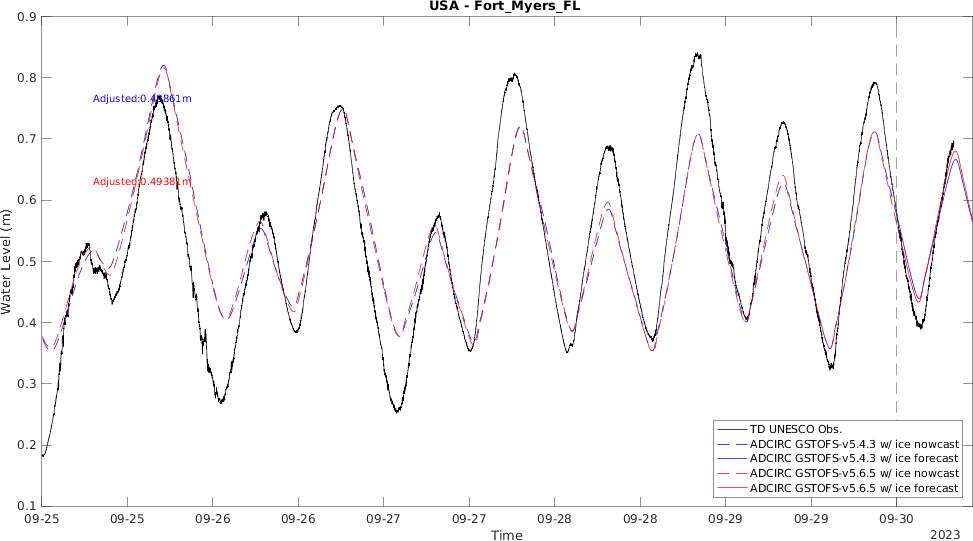 USA - Fort_Myers_FL
0.9
0.8
0.7
0.6
0.5
0.4
0.3
0.2
0.1
Water Level (m)
Adjusted:0.49381m
TD UNESCO Obs.
ADCIRC GSTOFS-v5.4.3 w/ ice nowcast
ADCIRC GSTOFS-v5.4.3 w/ ice forecast
ADCIRC GSTOFS-v5.6.5 w/ ice nowcast
ADCIRC GSTOFS-v5.6.5 w/ ice forecast
09-25 09-25 09-26 09-26 09-27 09-27 09-28 09-28 09-29 09-29 09-30
Time
2023